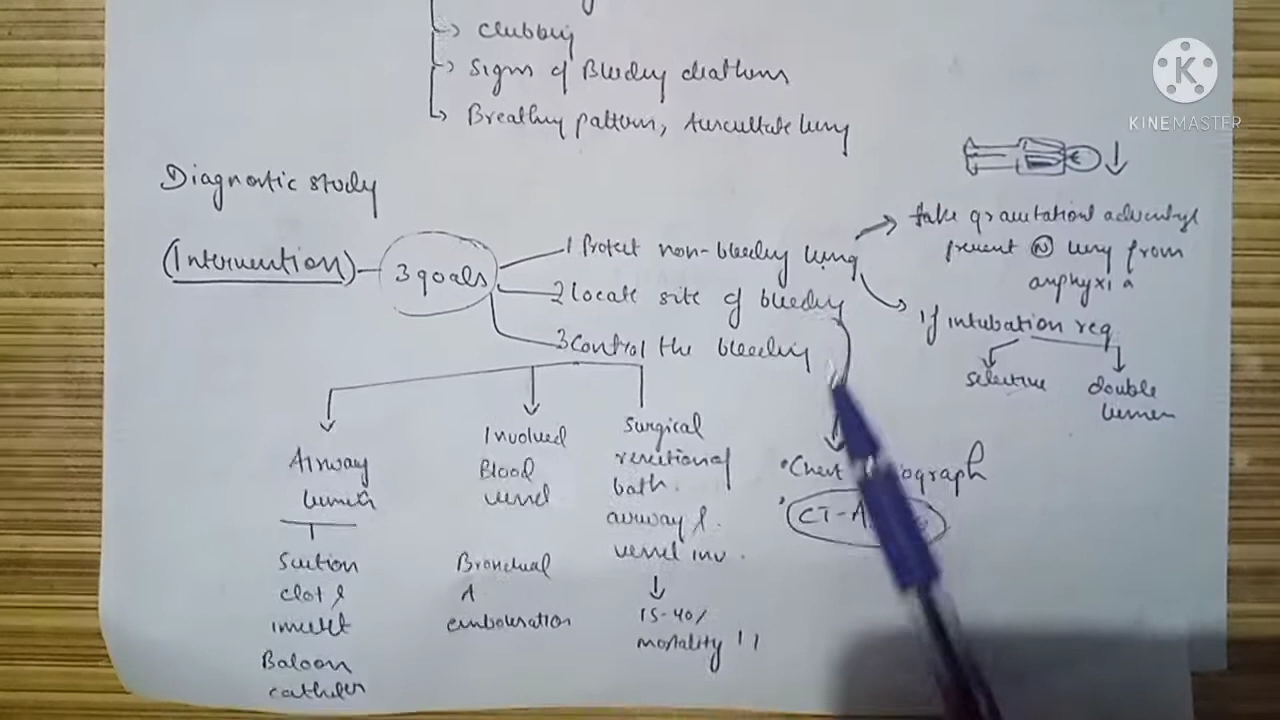 clubbing
signs of Bleeding diathesis
Breathing pattern, Auscultate lung
K
KINEMASTER
Diagnostic study
(Intervention)
3 goals
1 Protect non-bleeding lung
2 locate site of bleeding
3 control the bleeding
take gravitational advantage
prevent N lung from
asphyxia
if intubation req
selective
double
lumen
Airway
lumen
Suction
clot &
insert
Baloon
catheter
Involved
Blood
vessel
Bronchial
A
embolisation
surgical
resection of
both
airway &
vessel inv.
15-40%
mortality !!
Chest
ograph
CT-A